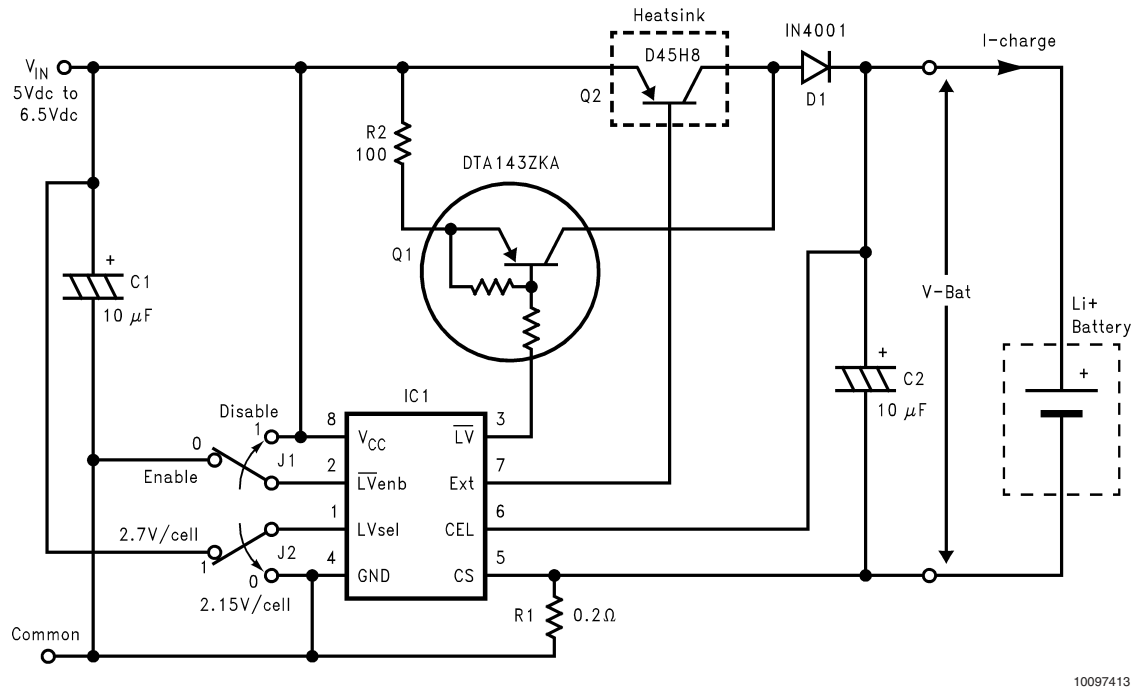 Heatsink
IN4001
I-charge
VIN
5Vdc to
6.5Vdc
D45H8
Q2
D1
R2
100
DTA143ZKA
Q1
+
C1
10 μF
V-Bat
Li+
Battery
+
+
C2
10 μF
IC1
Disable
1
0
J1
Enable
8
VCC
LV
3
2
LVenb
Ext
7
1
LVsel
CEL
6
4
GND
CS
5
2.7V/cell
1
J2
0
2.15V/cell
R1
0.2Ω
Common
10097413